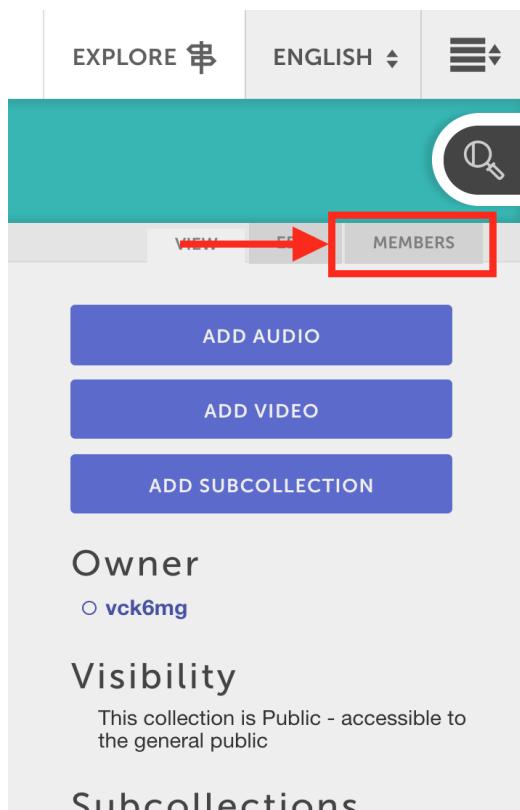 EXPLORE
ENGLISH
VIEW
MEMBERS
ADD AUDIO
ADD VIDEO
ADD SUBCOLLECTION
Owner
vck6mg
Visibility
This collection is Public - accessible to
the general public
Subcollections